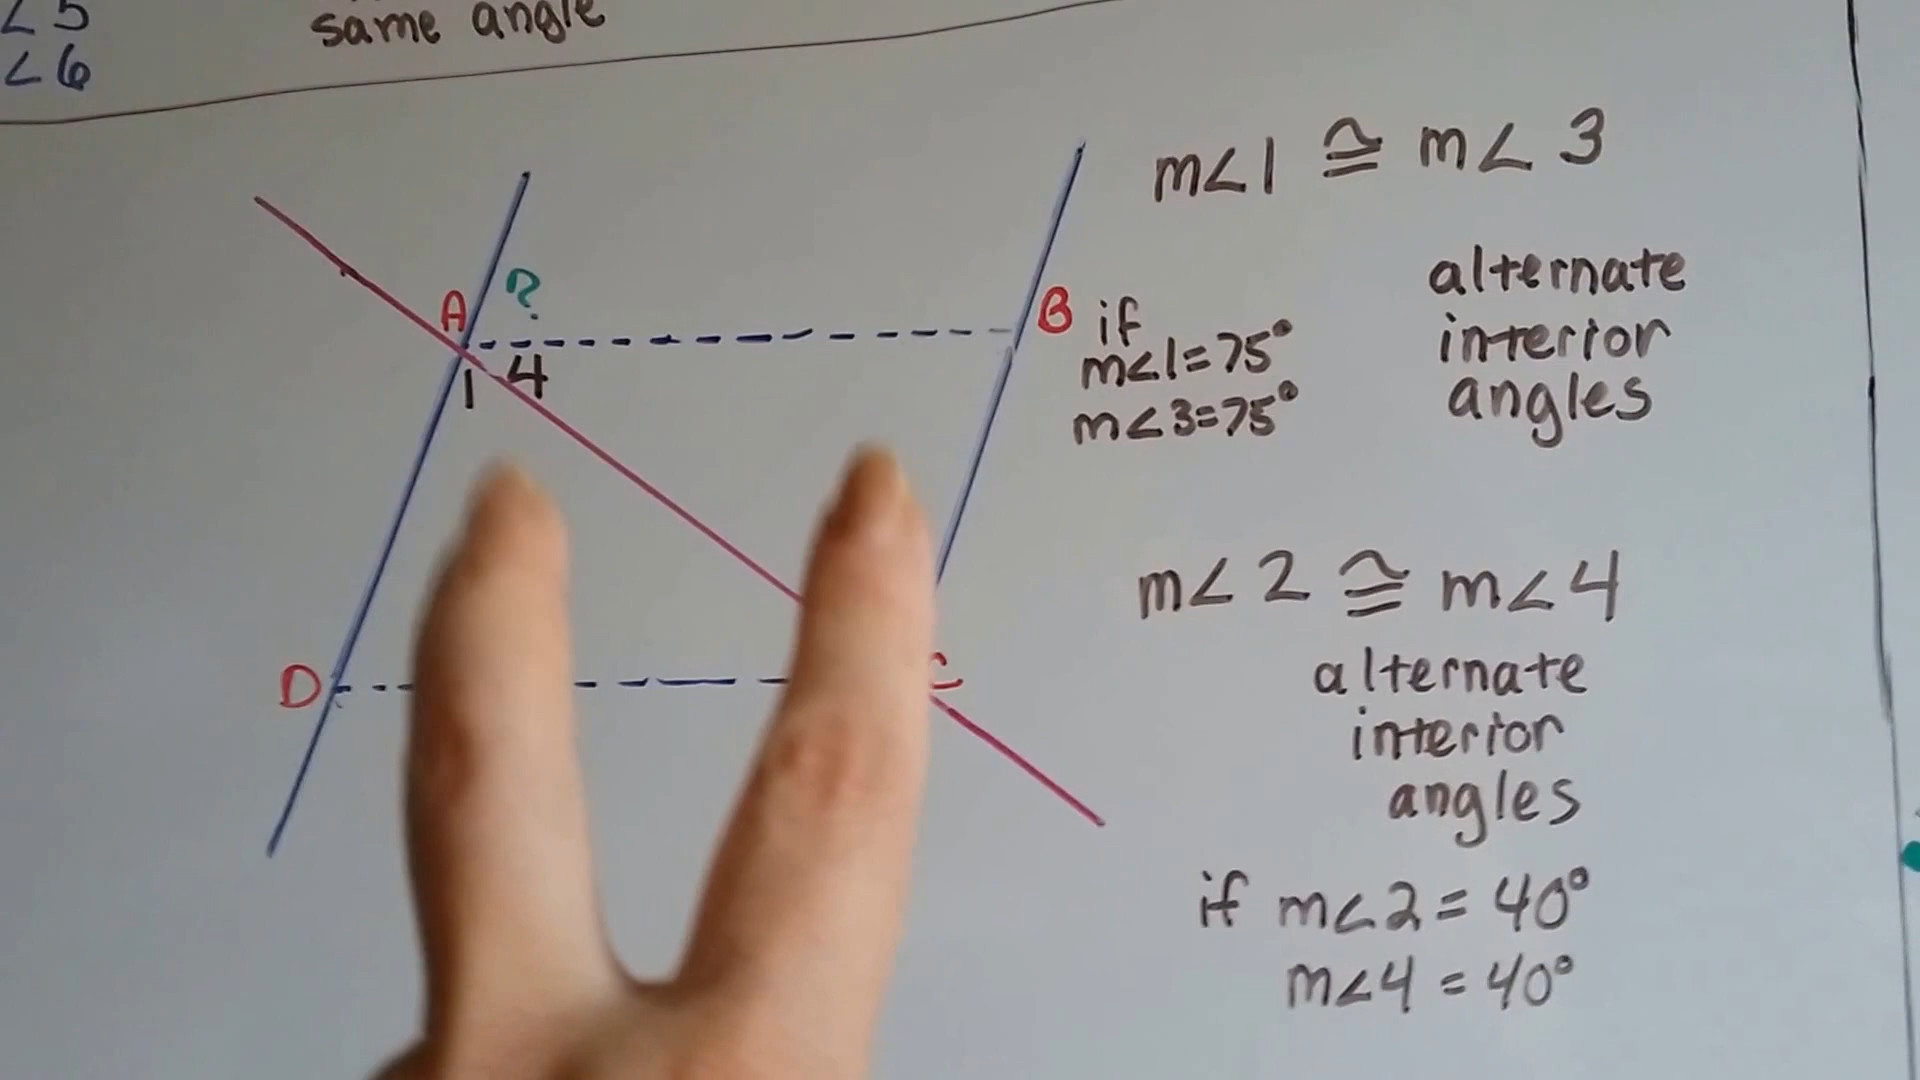 ∠5
same angle
∠6
m∠1 ≅ m∠3
A
?
B
if
m∠1=75°
m∠3=75°
alternate
interior
angles
1
4
m∠2 ≅ m∠4
alternate
interior
angles
D
C
if m∠2 = 40°
m∠4 = 40°